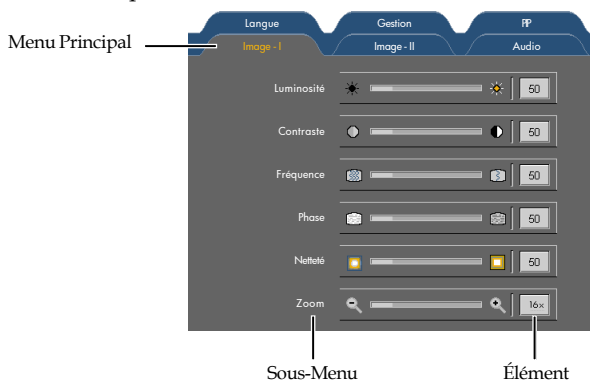 Langue Gestion PIP
Menu Principal
Image - I Image - II Audio
Luminosité 50
Contraste 50
Fréquence 50
Phase 50
Netteté 50
Zoom 16x
Sous-Menu Élément